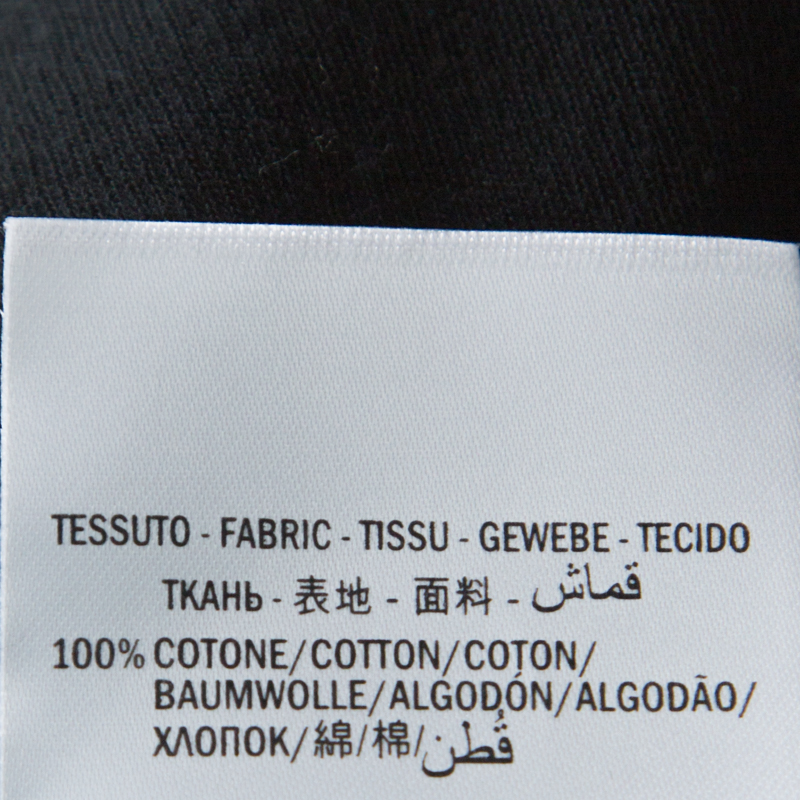 TESSUTO - FABRIC - TISSU - GEWEBE - TECIDO
ТКАНЬ - 表地 - 面料 - قماش
100% COTONE/COTTON/COTON/
BAUMWOLLE/ALGODÓN/ALGODÃO/
ХЛОПОК/綿/棉/قُطن